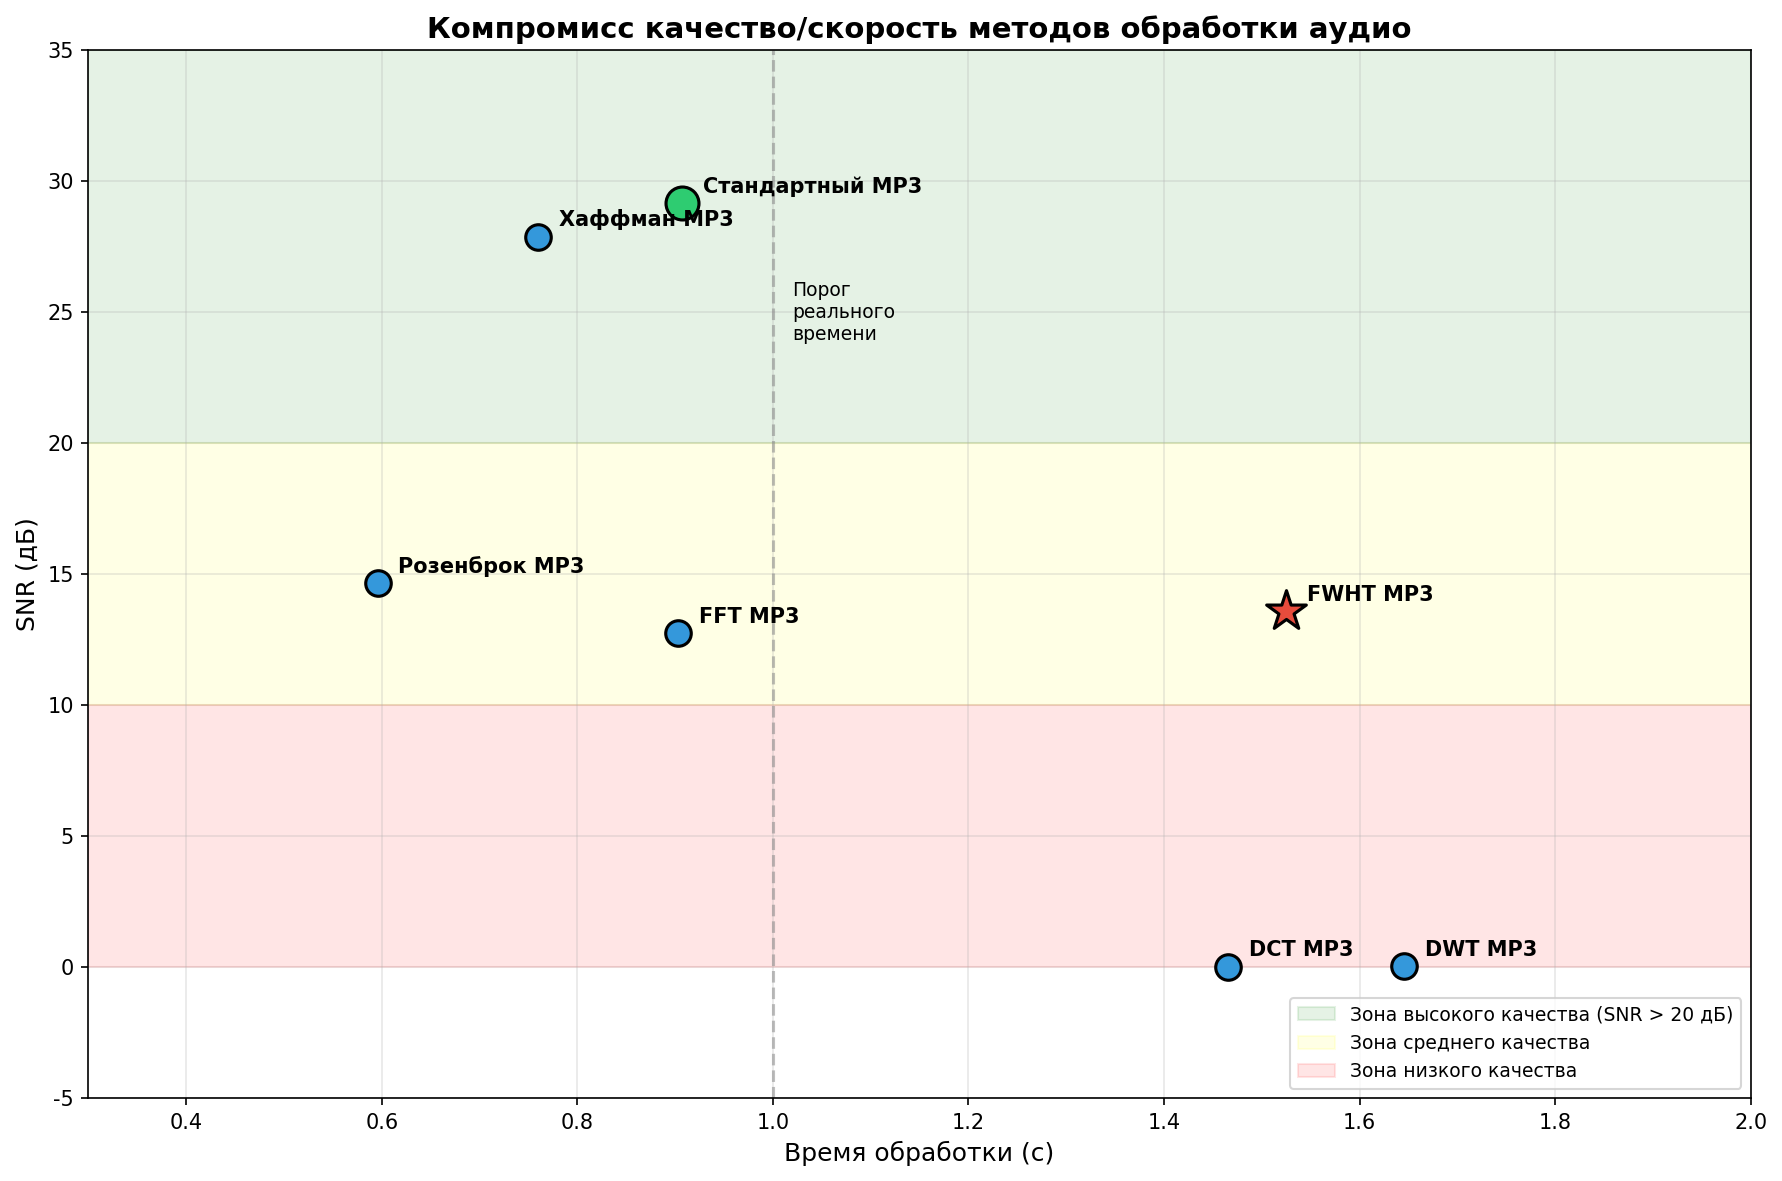 Компромисс качество/скорость методов обработки аудио
35
30
25
20
15
10
5
0
-5
SNR (дБ)
Стандартный MP3
Хаффман MP3
Порог
реального
времени
Розенброк MP3
FWHT MP3
FFT MP3
DCT MP3
DWT MP3
Зона высокого качества (SNR > 20 дБ)
Зона среднего качества
Зона низкого качества
0.4
0.6
0.8
1.0
1.2
1.4
1.6
1.8
2.0
Время обработки (с)